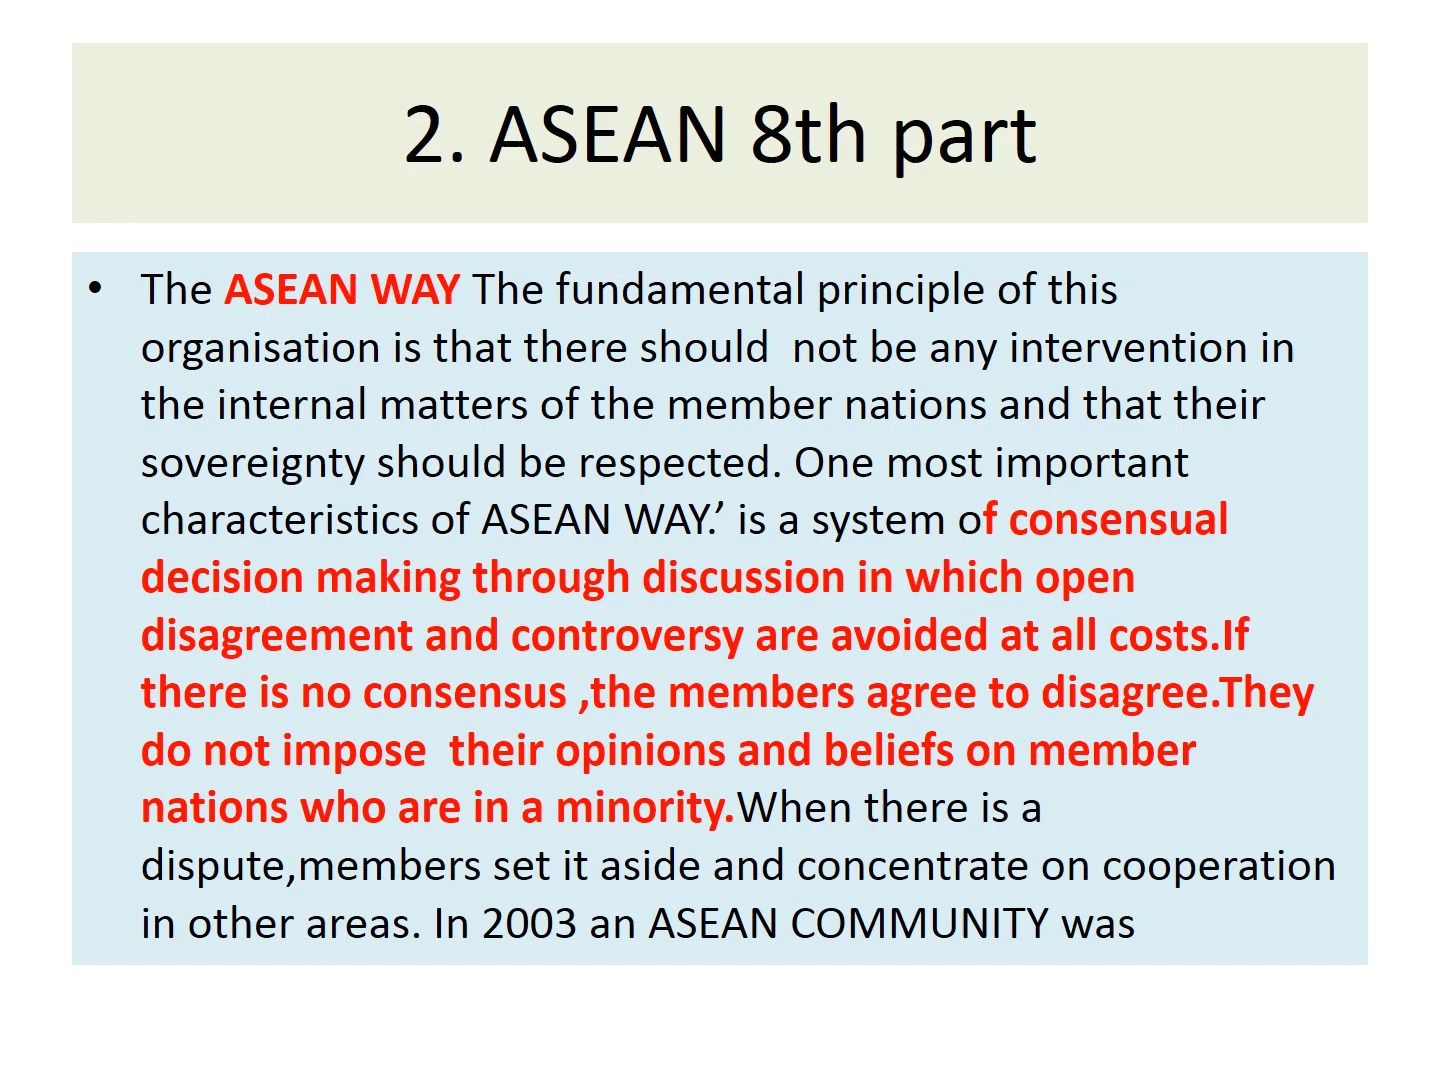 2. ASEAN 8th part
• The ASEAN WAY The fundamental principle of this
organisation is that there should  not be any intervention in
the internal matters of the member nations and that their
sovereignty should be respected. One most important
characteristics of ASEAN WAY.’ is a system of consensual
decision making through discussion in which open
disagreement and controversy are avoided at all costs.If
there is no consensus ,the members agree to disagree.They
do not impose  their opinions and beliefs on member
nations who are in a minority.When there is a
dispute,members set it aside and concentrate on cooperation
in other areas. In 2003 an ASEAN COMMUNITY was